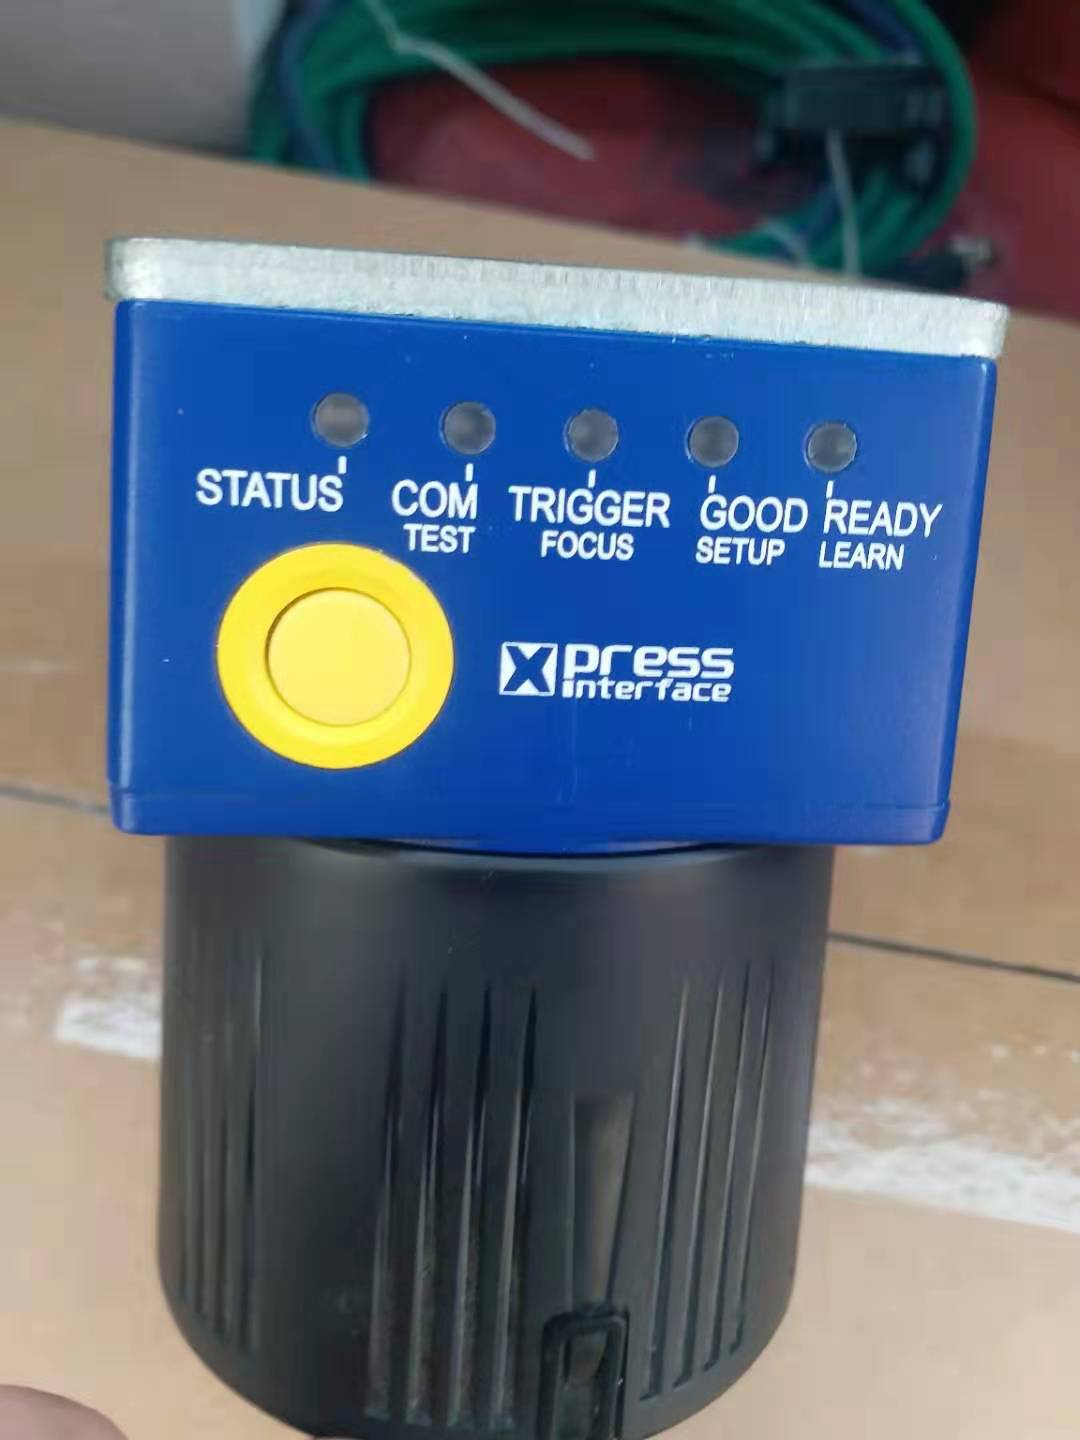 STATUS COM TRIGGER GOOD READY
TEST FOCUS SETUP LEARN
Xpress
interface